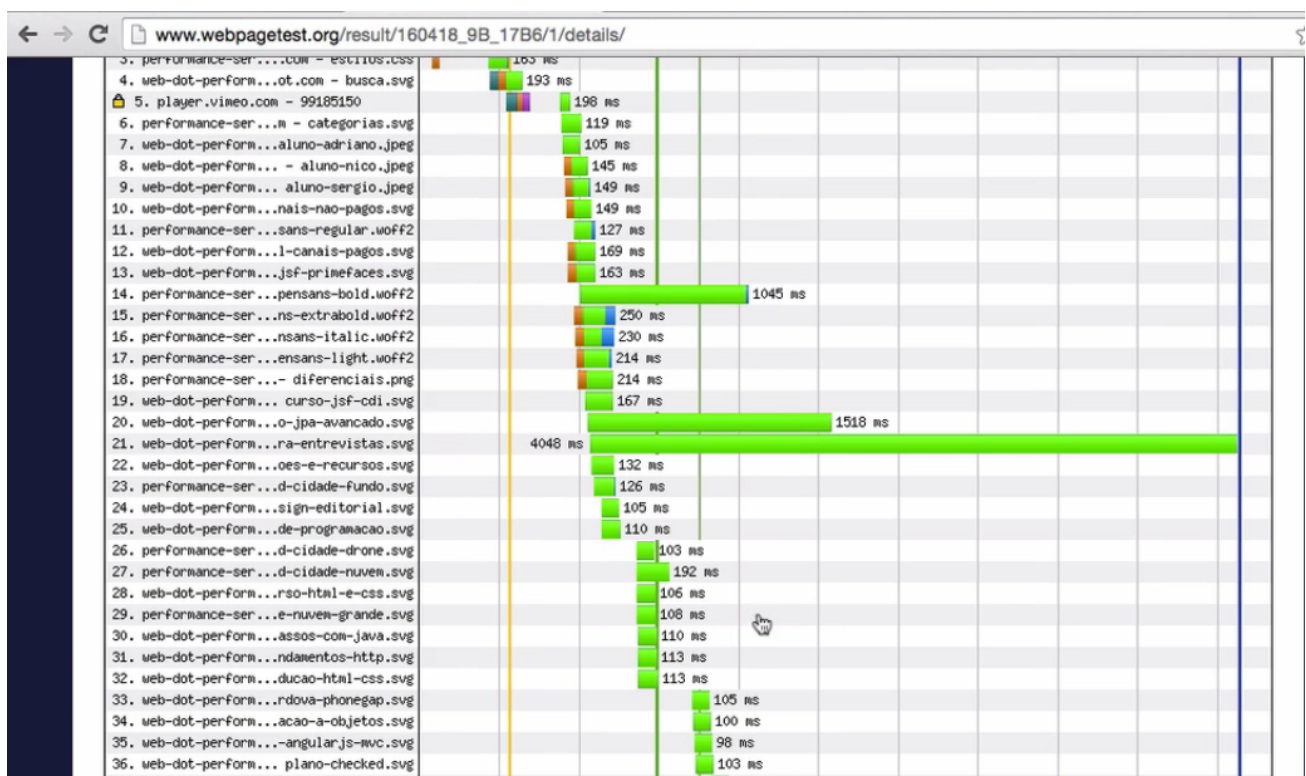 www.webpagetest.org/result/160418_9B_17B6/1/details/
3. performance-ser....com - estilos.css 163 ms
4. web-dot-perform...ot.com - busca.svg 193 ms
5. player.vimeo.com - 99185150 198 ms
6. performance-ser...m - categorias.svg 119 ms
7. web-dot-perform...aluno-adriano.jpeg 105 ms
8. web-dot-perform... - aluno-nico.jpeg 145 ms
9. web-dot-perform... aluno-sergio.jpeg 149 ms
10. web-dot-perform...nais-nao-pagos.svg 149 ms
11. performance-ser...sans-regular.woff2 127 ms
12. web-dot-perform...l-canais-pagos.svg 169 ms
13. web-dot-perform...jsf-primefaces.svg 163 ms
14. performance-ser...pensans-bold.woff2 1045 ms
15. performance-ser...ns-extrabold.woff2 250 ms
16. performance-ser...nsans-italic.woff2 230 ms
17. performance-ser...ensans-light.woff2 214 ms
18. performance-ser...- diferenciais.png 214 ms
19. web-dot-perform... curso-jsf-cdi.svg 167 ms
20. web-dot-perform...o-jpa-avancado.svg 1518 ms
21. web-dot-perform...ra-entrevistas.svg 4048 ms
22. web-dot-perform...oes-e-recursos.svg 132 ms
23. performance-ser...d-cidade-fundo.svg 126 ms
24. web-dot-perform...sign-editorial.svg 105 ms
25. web-dot-perform...de-programacao.svg 110 ms
26. performance-ser...d-cidade-drone.svg 103 ms
27. performance-ser...d-cidade-nuvem.svg 192 ms
28. web-dot-perform...rso-html-e-css.svg 106 ms
29. performance-ser...e-nuvem-grande.svg 108 ms
30. web-dot-perform...assos-com-java.svg 110 ms
31. web-dot-perform...ndamentos-http.svg 113 ms
32. web-dot-perform...ducao-html-css.svg 113 ms
33. web-dot-perform...rdova-phonegap.svg 105 ms
34. web-dot-perform...acao-a-objetos.svg 100 ms
35. web-dot-perform...-angularjs-mvc.svg 98 ms
36. web-dot-perform... plano-checked.svg 103 ms